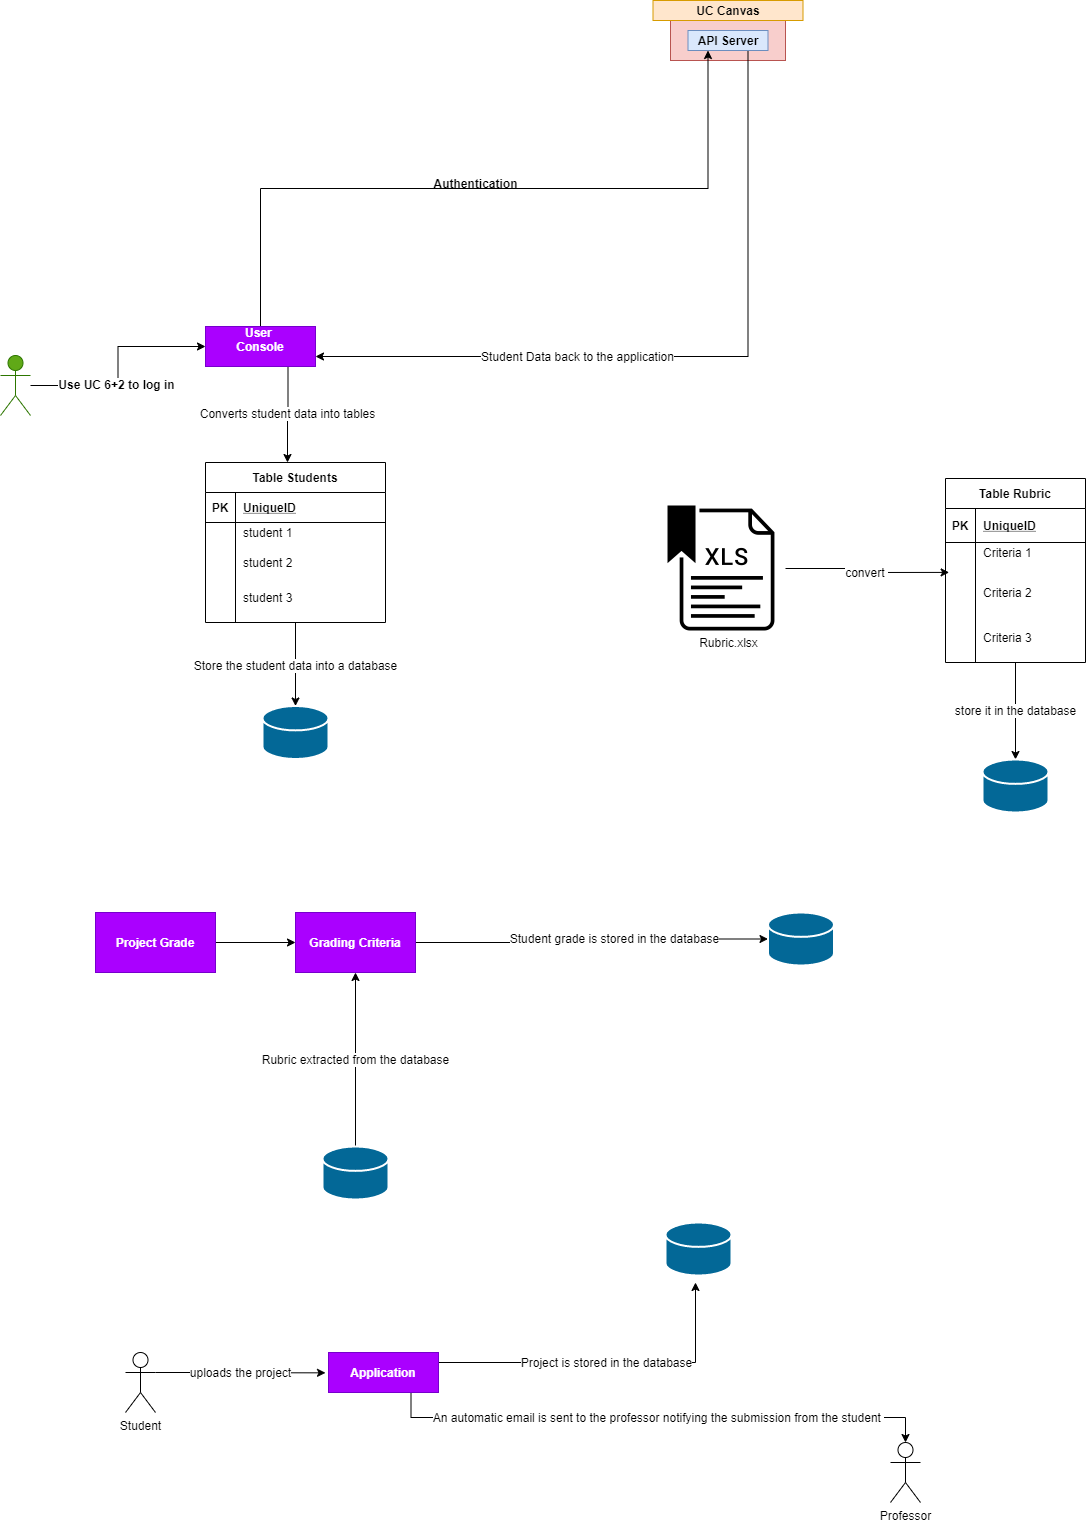 UC Canvas
API Server
Authentication
User
Console
Student Data back to the application
Use UC 6+2 to log in
Converts student data into tables
Table Students
PK UniqueID
student 1
student 2
student 3
Store the student data into a database
XLS
Rubric.xlsx
convert
Table Rubric
PK UniqueID
Criteria 1
Criteria 2
Criteria 3
store it in the database
Project Grade
Grading Criteria
Student grade is stored in the database
Rubric extracted from the database
uploads the project
Student
Application
Project is stored in the database
An automatic email is sent to the professor notifying the submission from the student
Professor